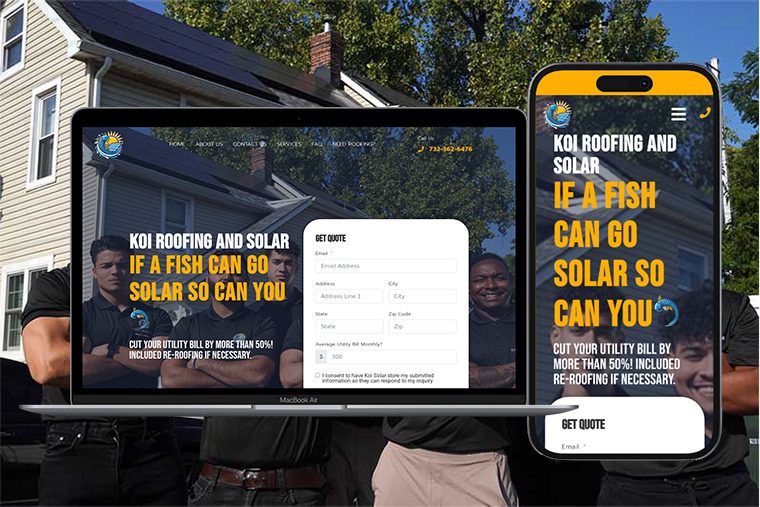 HOME ABOUT US CONTACT US SERVICES FAQ NEED ROOFING?
Call Us
732-362-6476
KOI ROOFING AND SOLAR
IF A FISH CAN GO
SOLAR SO CAN YOU
CUT YOUR UTILITY BILL BY MORE THAN 50%!
INCLUDED RE-ROOFING IF NECESSARY.
GET QUOTE
Email *
Email Address
Address City
Address Line 1 City
State Zip Code
State Zip
Average Utility Bill Monthly?
$ 300
I consent to have Koi Solar store my submitted
information so they can respond to my inquiry
MacBook Air
KOI ROOFING AND
SOLAR
IF A FISH
CAN GO
SOLAR SO
CAN YOU
CUT YOUR UTILITY BILL BY
MORE THAN 50%! INCLUDED
RE-ROOFING IF NECESSARY.
GET QUOTE
Email *